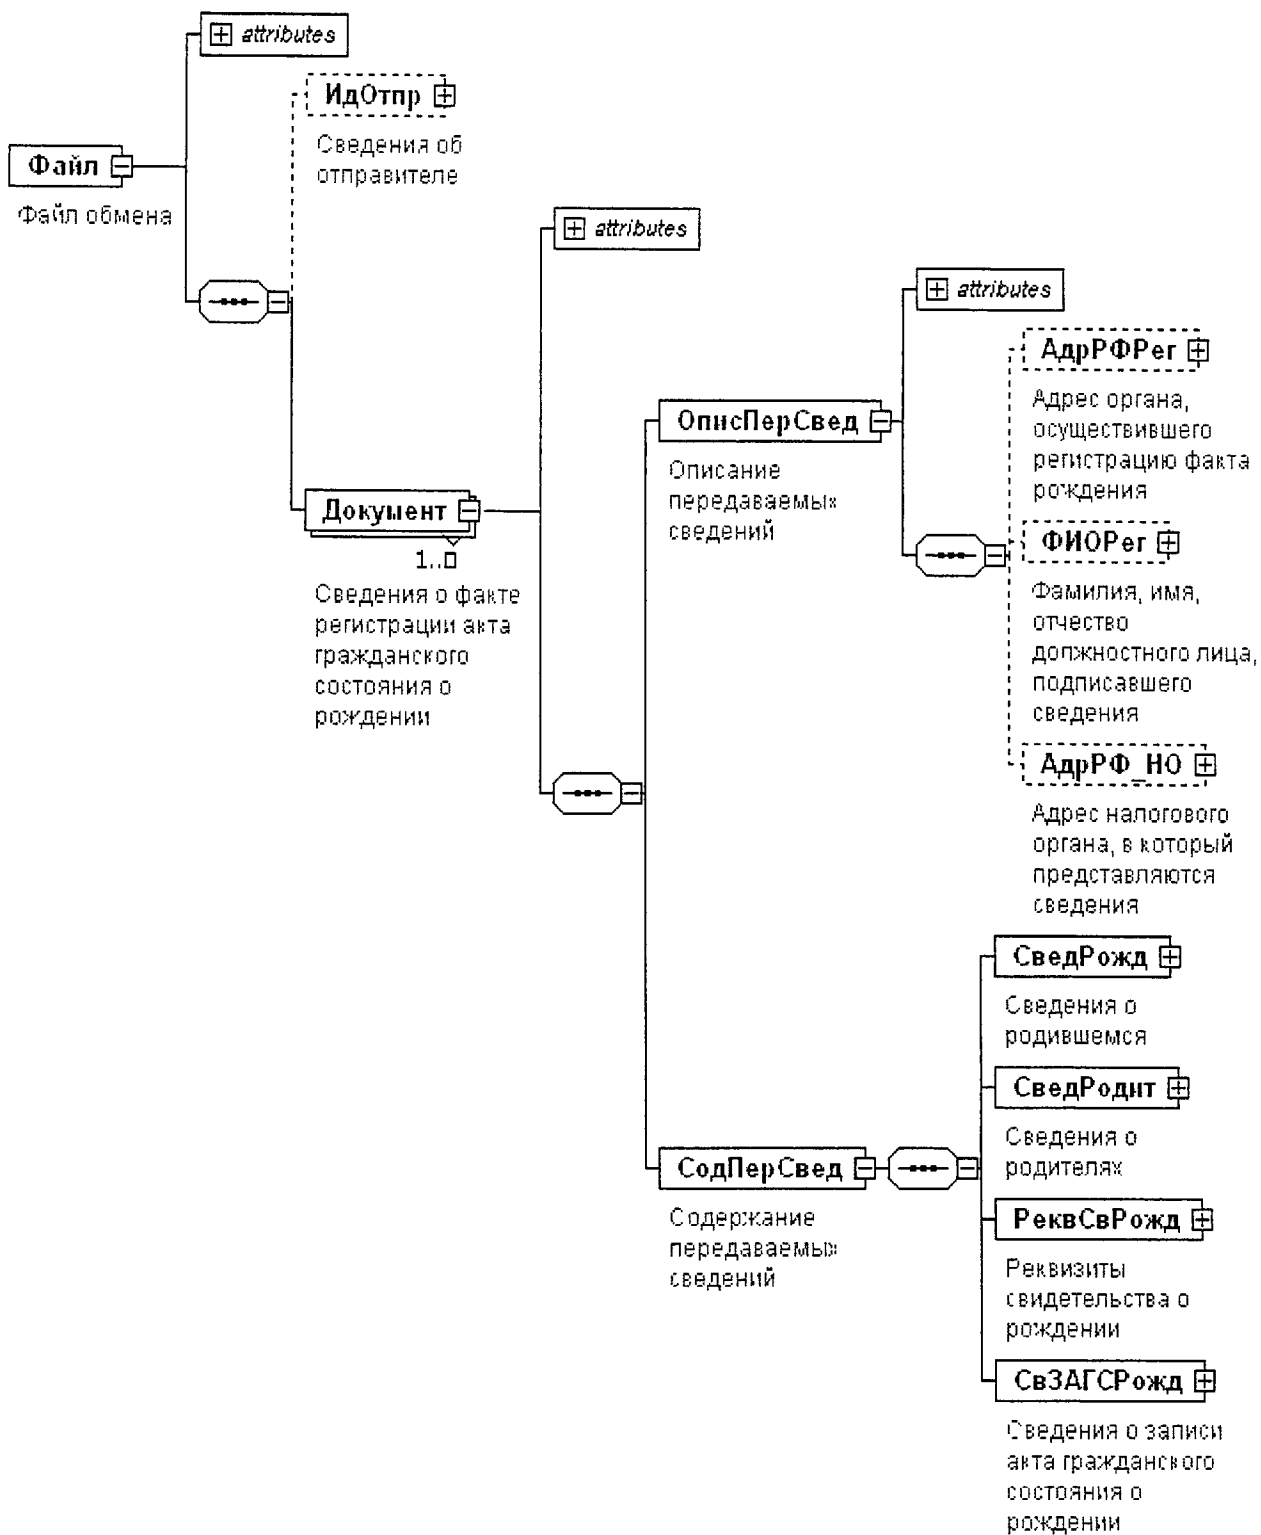 attributes
ИдОтпр
Сведения об
отправителе
Файл
Файл обмена
attributes
Документ
1..
Сведения о факте
регистрации акта
гражданского
состояния о
рождении
ОписПерСвед
Описание
передаваемых
сведений
attributes
АдрРФРег
Адрес органа,
осуществившего
регистрацию факта
рождения
ФИОРег
Фамилия, имя,
отчество
должностного лица,
подписавшего
сведения
АдрРФ_НО
Адрес налогового
органа, в который
представляются
сведения
СодПерСвед
Содержание
передаваемых
сведений
СведРожд
Сведения о
родившемся
СведРодит
Сведения о
родителях
РеквСвРожд
Реквизиты
свидетельства о
рождении
СвЗАГСРожд
Сведения о записи
акта гражданского
состояния о
рождении